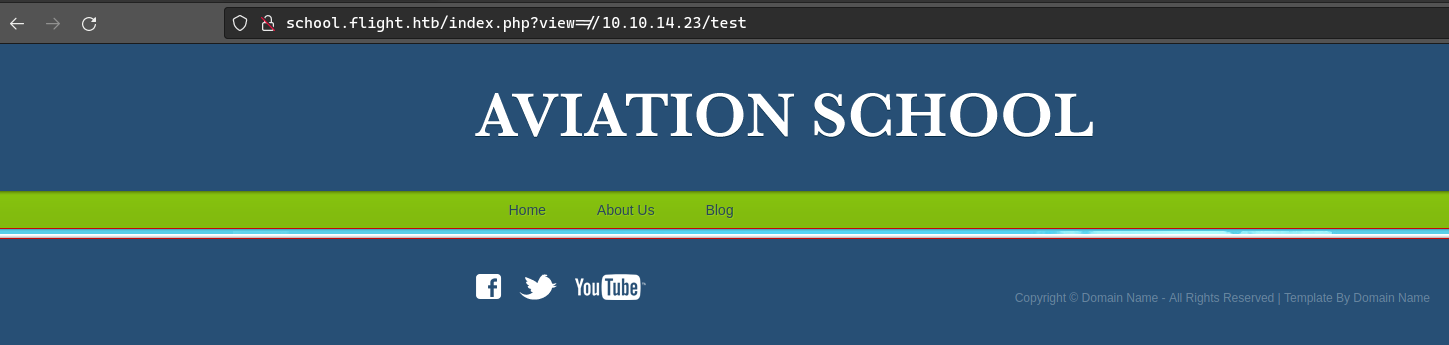 school.flight.htb/index.php?view=//10.10.14.23/test
AVIATION SCHOOL
Home About Us Blog
YouTube
Copyright © Domain Name - All Rights Reserved | Template By Domain Name